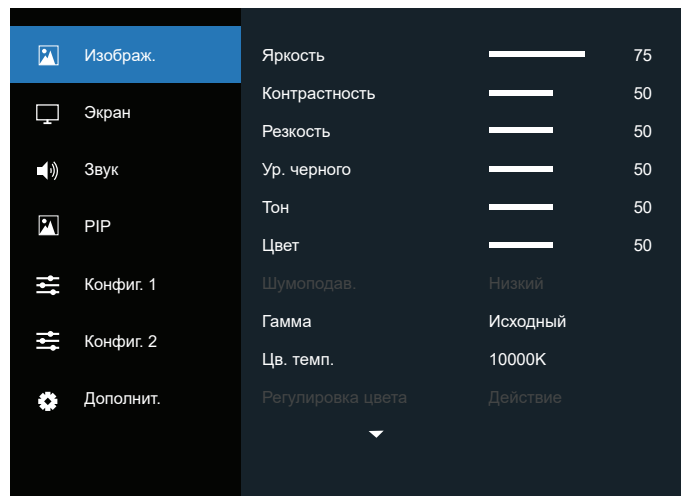 Изображ.
Экран
Звук
PIP
Конфиг. 1
Конфиг. 2
Дополнит.
Яркость 75
Контрастность 50
Резкость 50
Ур. черного 50
Тон 50
Цвет 50
Шумоподав. Низкий
Гамма Исходный
Цв. темп. 10000K
Регулировка цвета Действие